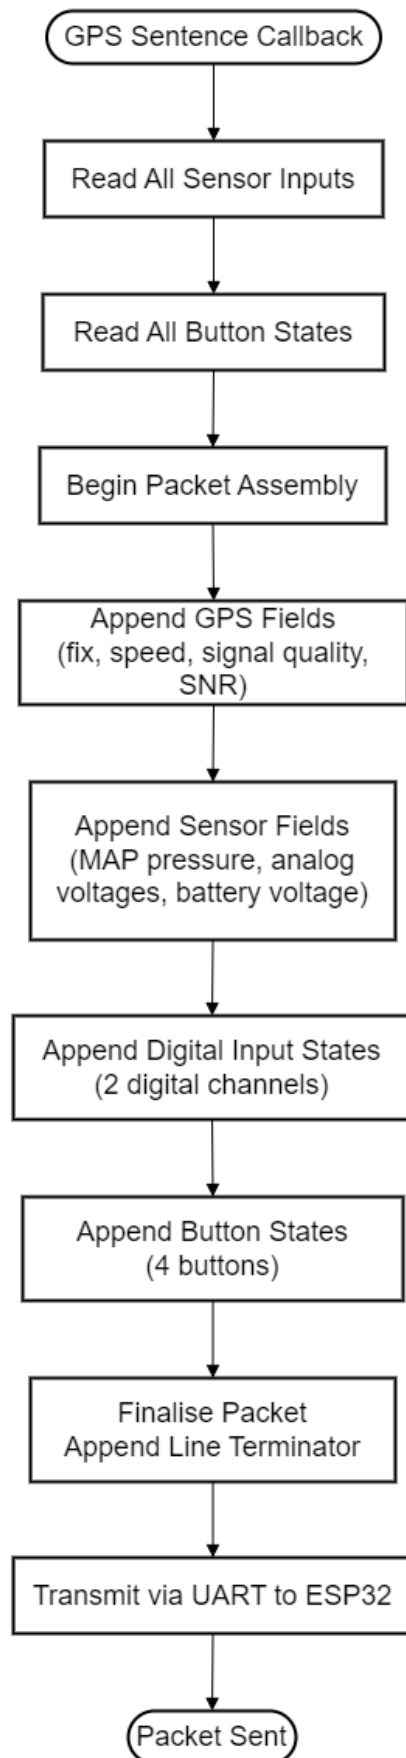 GPS Sentence Callback
Read All Sensor Inputs
Read All Button States
Begin Packet Assembly
Append GPS Fields
(fix, speed, signal quality,
SNR)
Append Sensor Fields
(MAP pressure, analog
voltages, battery voltage)
Append Digital Input States
(2 digital channels)
Append Button States
(4 buttons)
Finalise Packet
Append Line Terminator
Transmit via UART to ESP32
Packet Sent